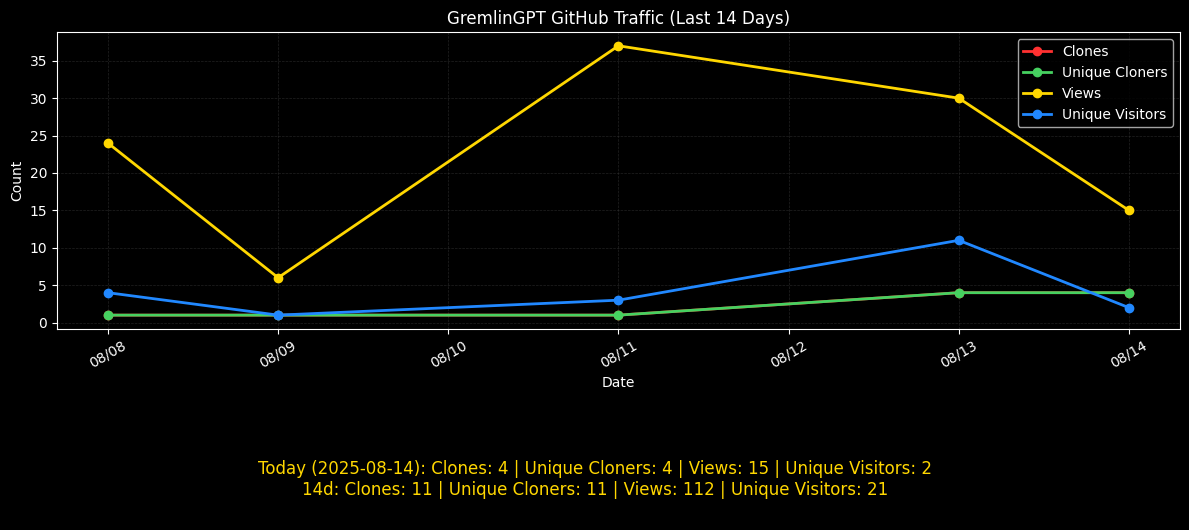 GremlinGPT GitHub Traffic (Last 14 Days)
Clones
Unique Cloners
Views
Unique Visitors
Count
35
30
25
20
15
10
5
0
08/08
08/09
08/10
08/11
08/12
08/13
08/14
Date
Today (2025-08-14): Clones: 4 | Unique Cloners: 4 | Views: 15 | Unique Visitors: 2
14d: Clones: 11 | Unique Cloners: 11 | Views: 112 | Unique Visitors: 21